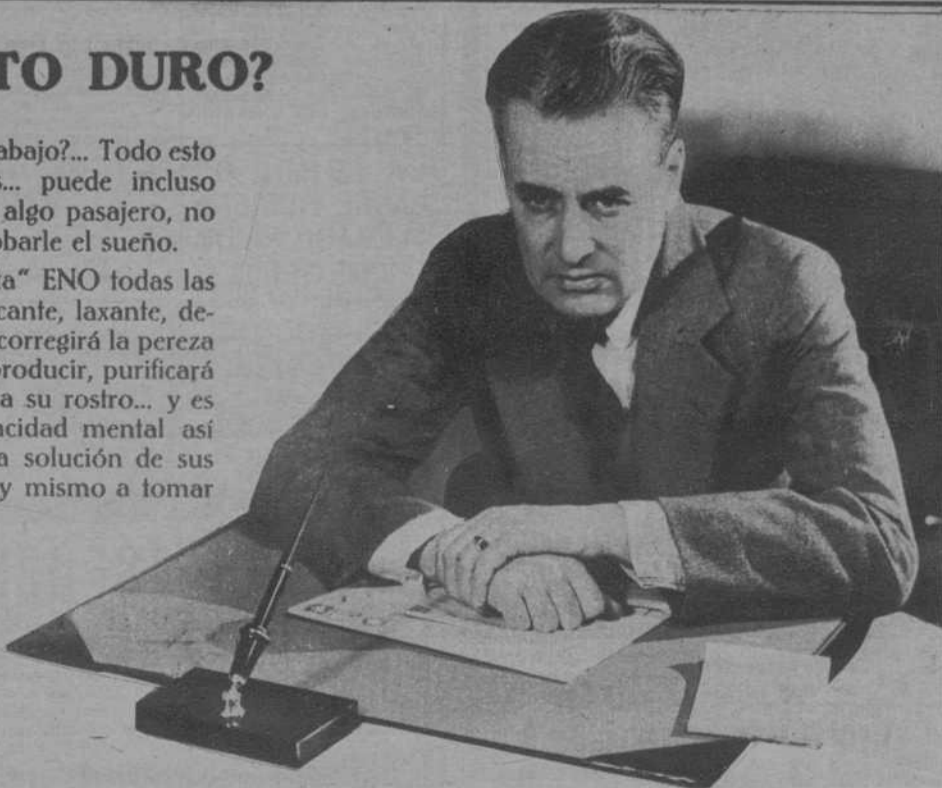 TO DURO?
abajo?... Todo esto
s... puede incluso
algo pasajero, no
obarle el sueño.
ta" ENO todas las
cante, laxante, de-
corregirá la pereza
producir, purificará
a su rostro... y es
acidad mental así
a solución de sus
y mismo a tomar